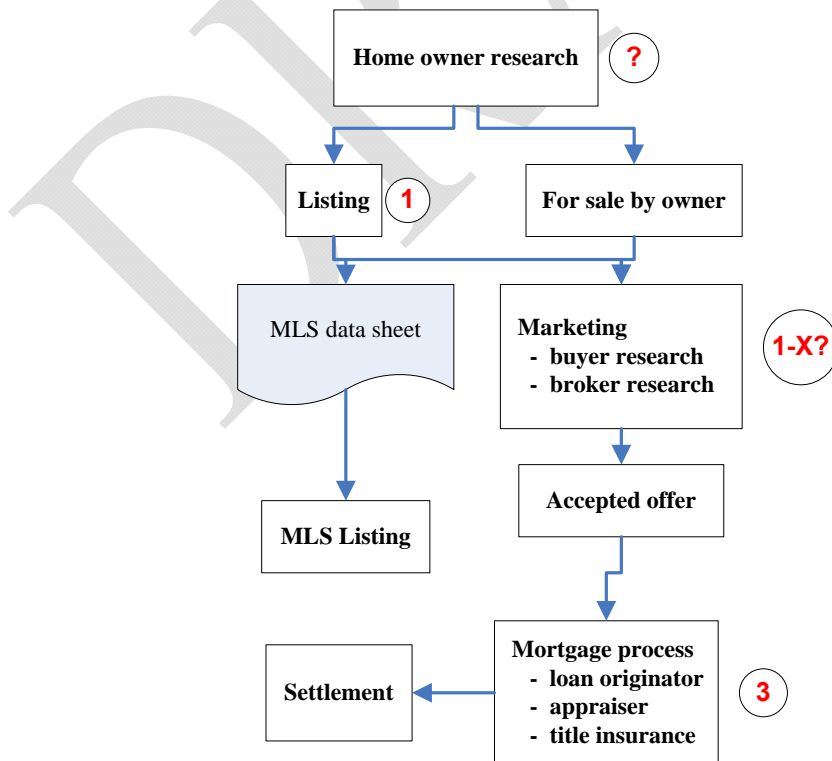 Home owner research
?
Listing
1
For sale by owner
MLS data sheet
Marketing
- buyer research
- broker research
1-X?
MLS Listing
Accepted offer
Settlement
Mortgage process
- loan originator
- appraiser
- title insurance
3